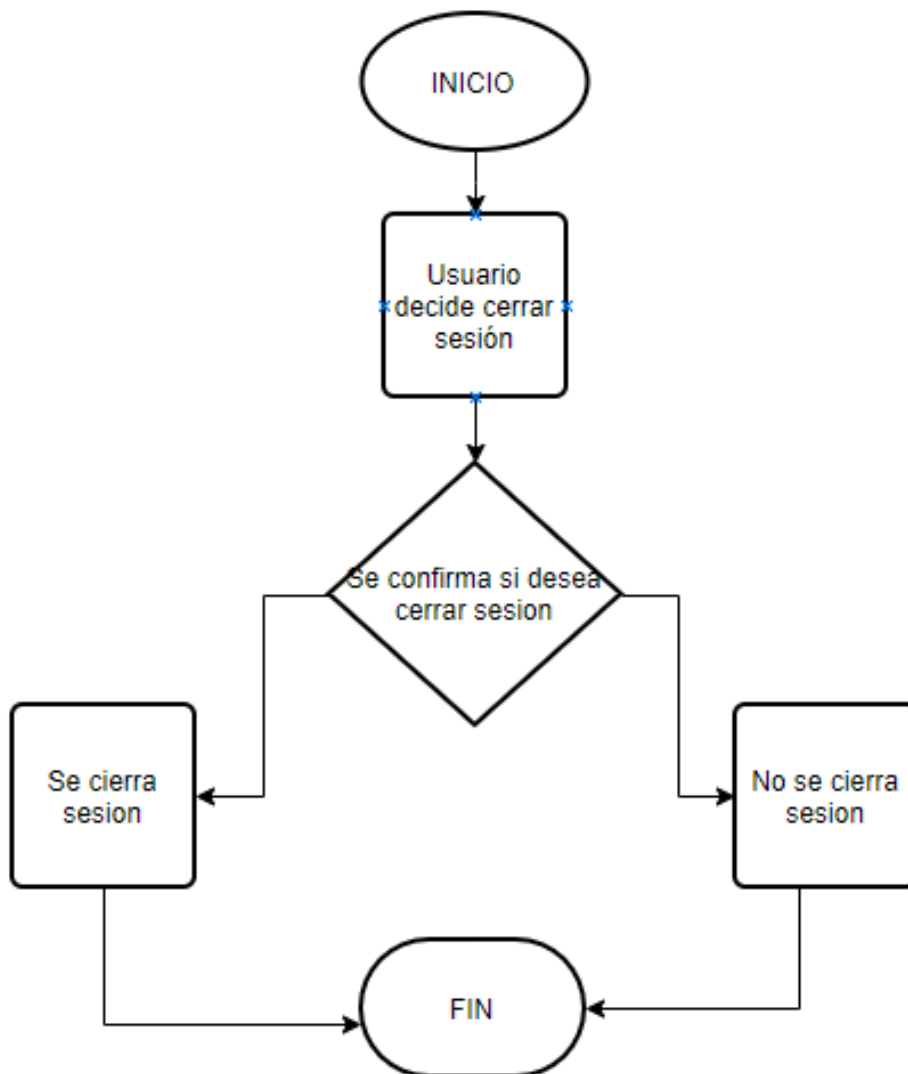 INICIO
Usuario
decide cerrar
sesión
Se confirma si desea
cerrar sesion
Se cierra
sesion
No se cierra
sesion
FIN